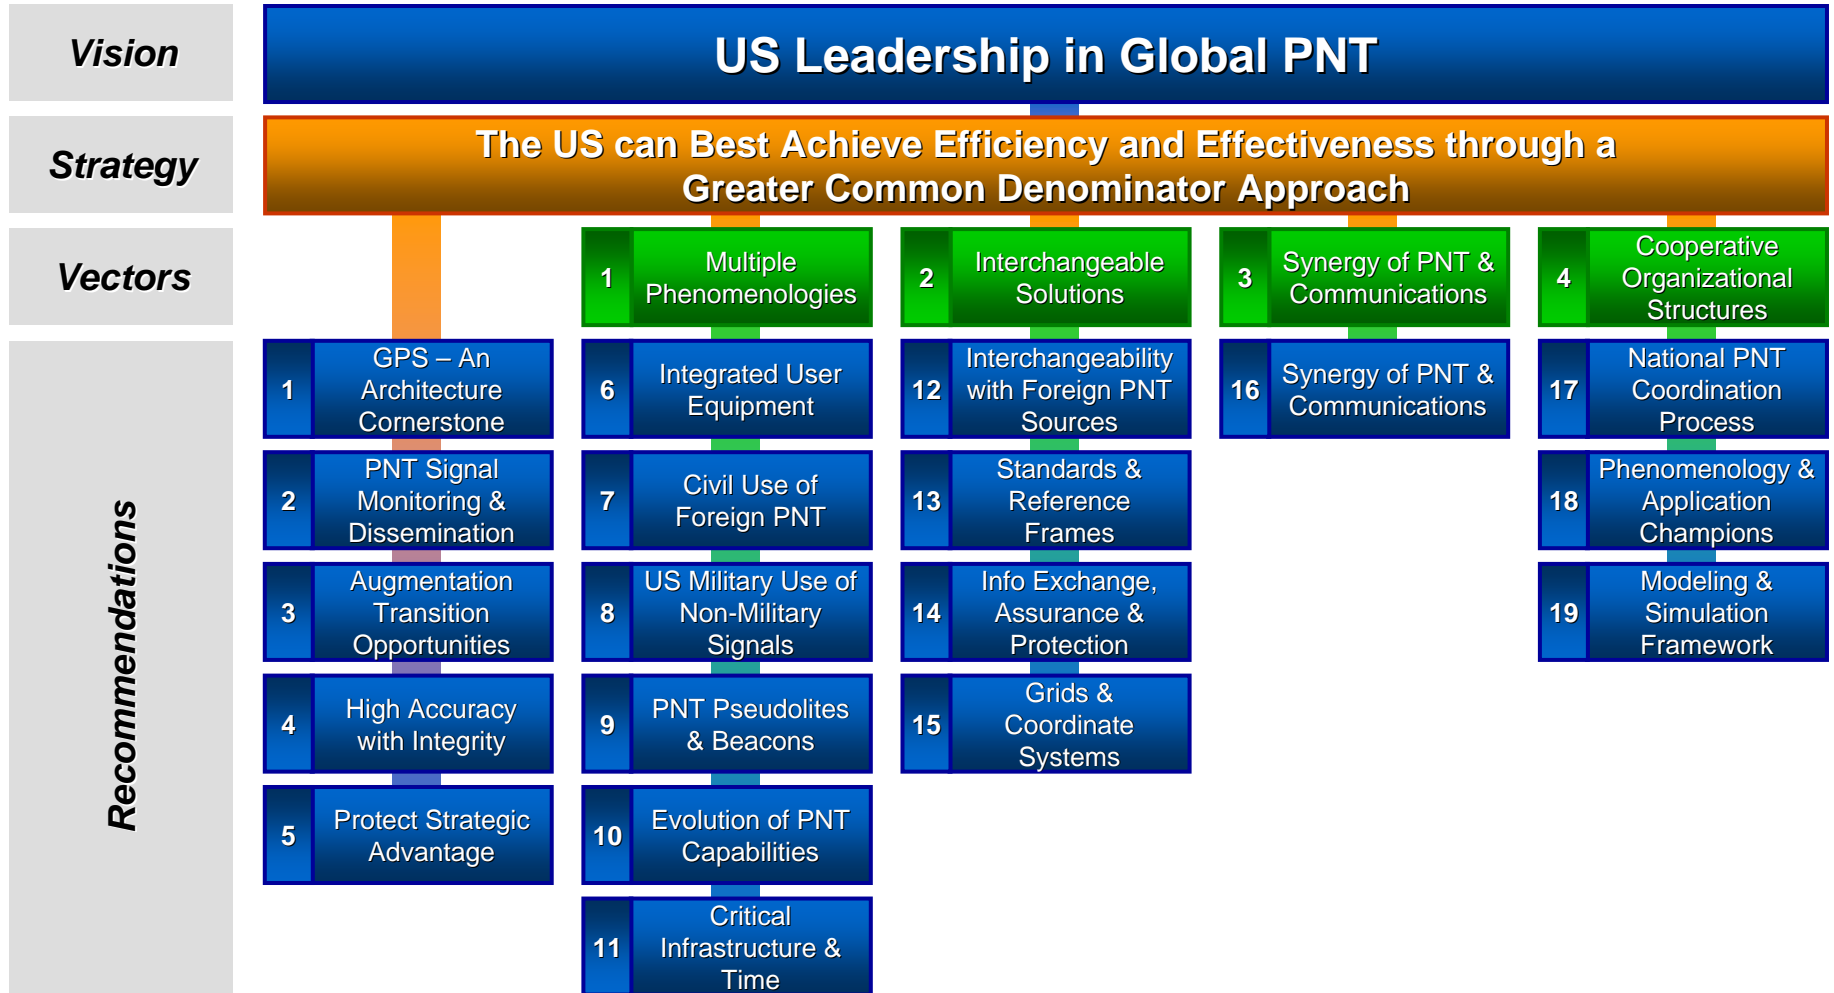 Vision
US Leadership in Global PNT
Strategy
The US can Best Achieve Efficiency and Effectiveness through a
Greater Common Denominator Approach
Vectors
1
Multiple
Phenomenologies
2
Interchangeable
Solutions
3
Synergy of PNT &
Communications
4
Cooperative
Organizational
Structures
Recommendations
1
GPS – An
Architecture
Cornerstone
2
PNT Signal
Monitoring &
Dissemination
3
Augmentation
Transition
Opportunities
4
High Accuracy
with Integrity
5
Protect Strategic
Advantage
6
Integrated User
Equipment
7
Civil Use of
Foreign PNT
8
US Military Use of
Non-Military
Signals
9
PNT Pseudolites
& Beacons
10
Evolution of PNT
Capabilities
11
Critical
Infrastructure &
Time
12
Interchangeability
with Foreign PNT
Sources
13
Standards &
Reference
Frames
14
Info Exchange,
Assurance &
Protection
15
Grids &
Coordinate
Systems
16
Synergy of PNT &
Communications
17
National PNT
Coordination
Process
18
Phenomenology &
Application
Champions
19
Modeling &
Simulation
Framework